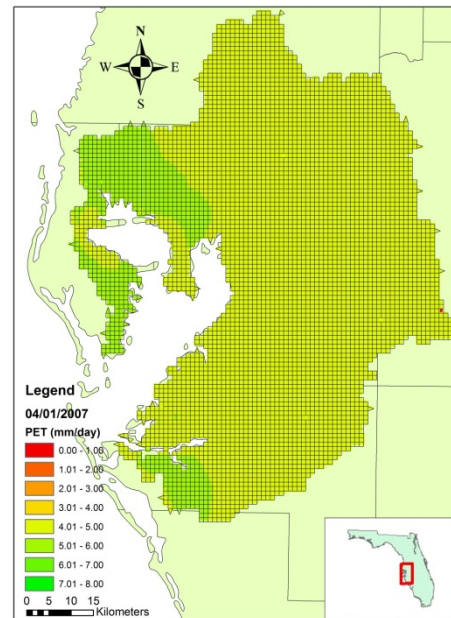 N
W E
S
Legend
04/01/2007
PET (mm/day)
0.00 - 1.00
1.01 - 2.00
2.01 - 3.00
3.01 - 4.00
4.01 - 5.00
5.01 - 6.00
6.01 - 7.00
7.01 - 8.00
0 5 10 15
Kilometers